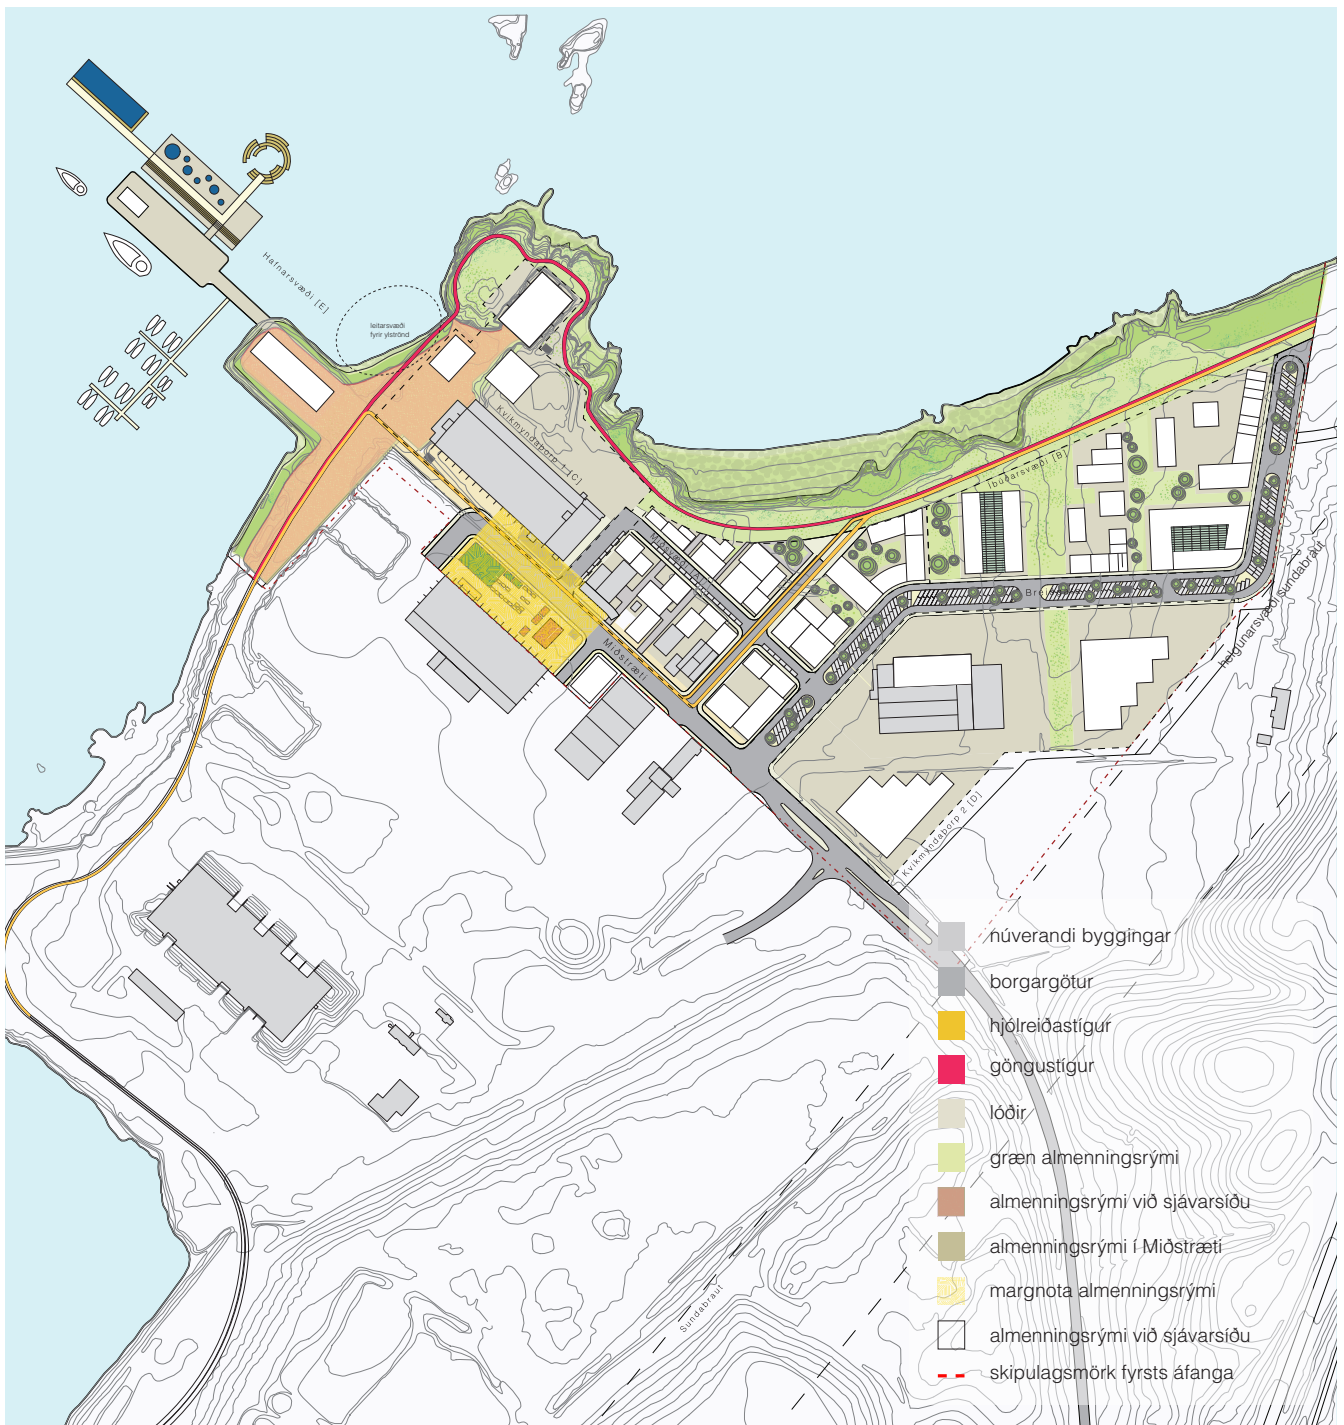 Hafnarsvæði [E]
leitarsvæði
fyrir ylströnd
Kvikmyndaþorp 1 [C]
Íbúðarsvæði [B]
Miðstræti
helgunarsvæði sundabraut
Kvikmyndaþorp 2 [D]
Sundabraut
núverandi byggingar
borgargötur
hjólreiðastígur
göngustígur
lóðir
græn almenningsrými
almenningsrými við sjávarsíðu
almenningsrými í Miðstræti
margnota almenningsrými
almenningsrými við sjávarsíðu
skipulagsmörk fyrsts áfanga